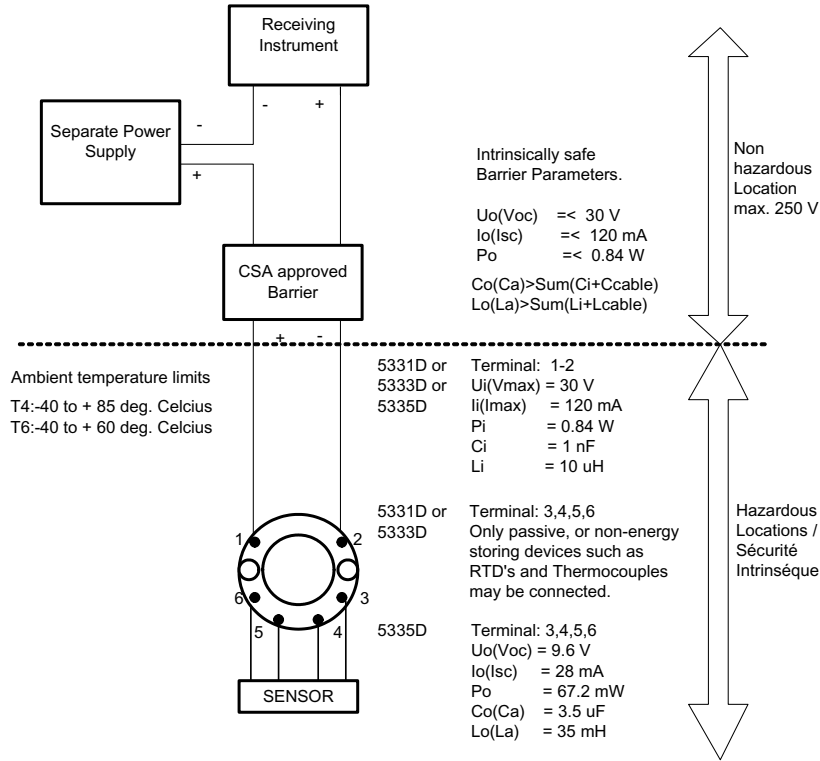 Receiving
Instrument
-
+
Separate Power
Supply
-
+
CSA approved
Barrier
+
-
Intrinsically safe
Barrier Parameters.
Uo(Voc) =< 30 V
Io(Isc) =< 120 mA
Po =< 0.84 W
Co(Ca)>Sum(Ci+Ccable)
Lo(La)>Sum(Li+Lcable)
Non
hazardous
Location
max. 250 V
Ambient temperature limits
T4:-40 to + 85 deg. Celcius
T6:-40 to + 60 deg. Celcius
5331D or
5333D or
5335D
Terminal: 1-2
Ui(Vmax) = 30 V
Ii(Imax) = 120 mA
Pi = 0.84 W
Ci = 1 nF
Li = 10 uH
5331D or
5333D
Terminal: 3,4,5,6
Only passive, or non-energy
storing devices such as
RTD's and Thermocouples
may be connected.
Hazardous
Locations /
Sécurité
Intrinséque
1
2
6
3
5
4
SENSOR
5335D
Terminal: 3,4,5,6
Uo(Voc) = 9.6 V
Io(Isc) = 28 mA
Po = 67.2 mW
Co(Ca) = 3.5 uF
Lo(La) = 35 mH